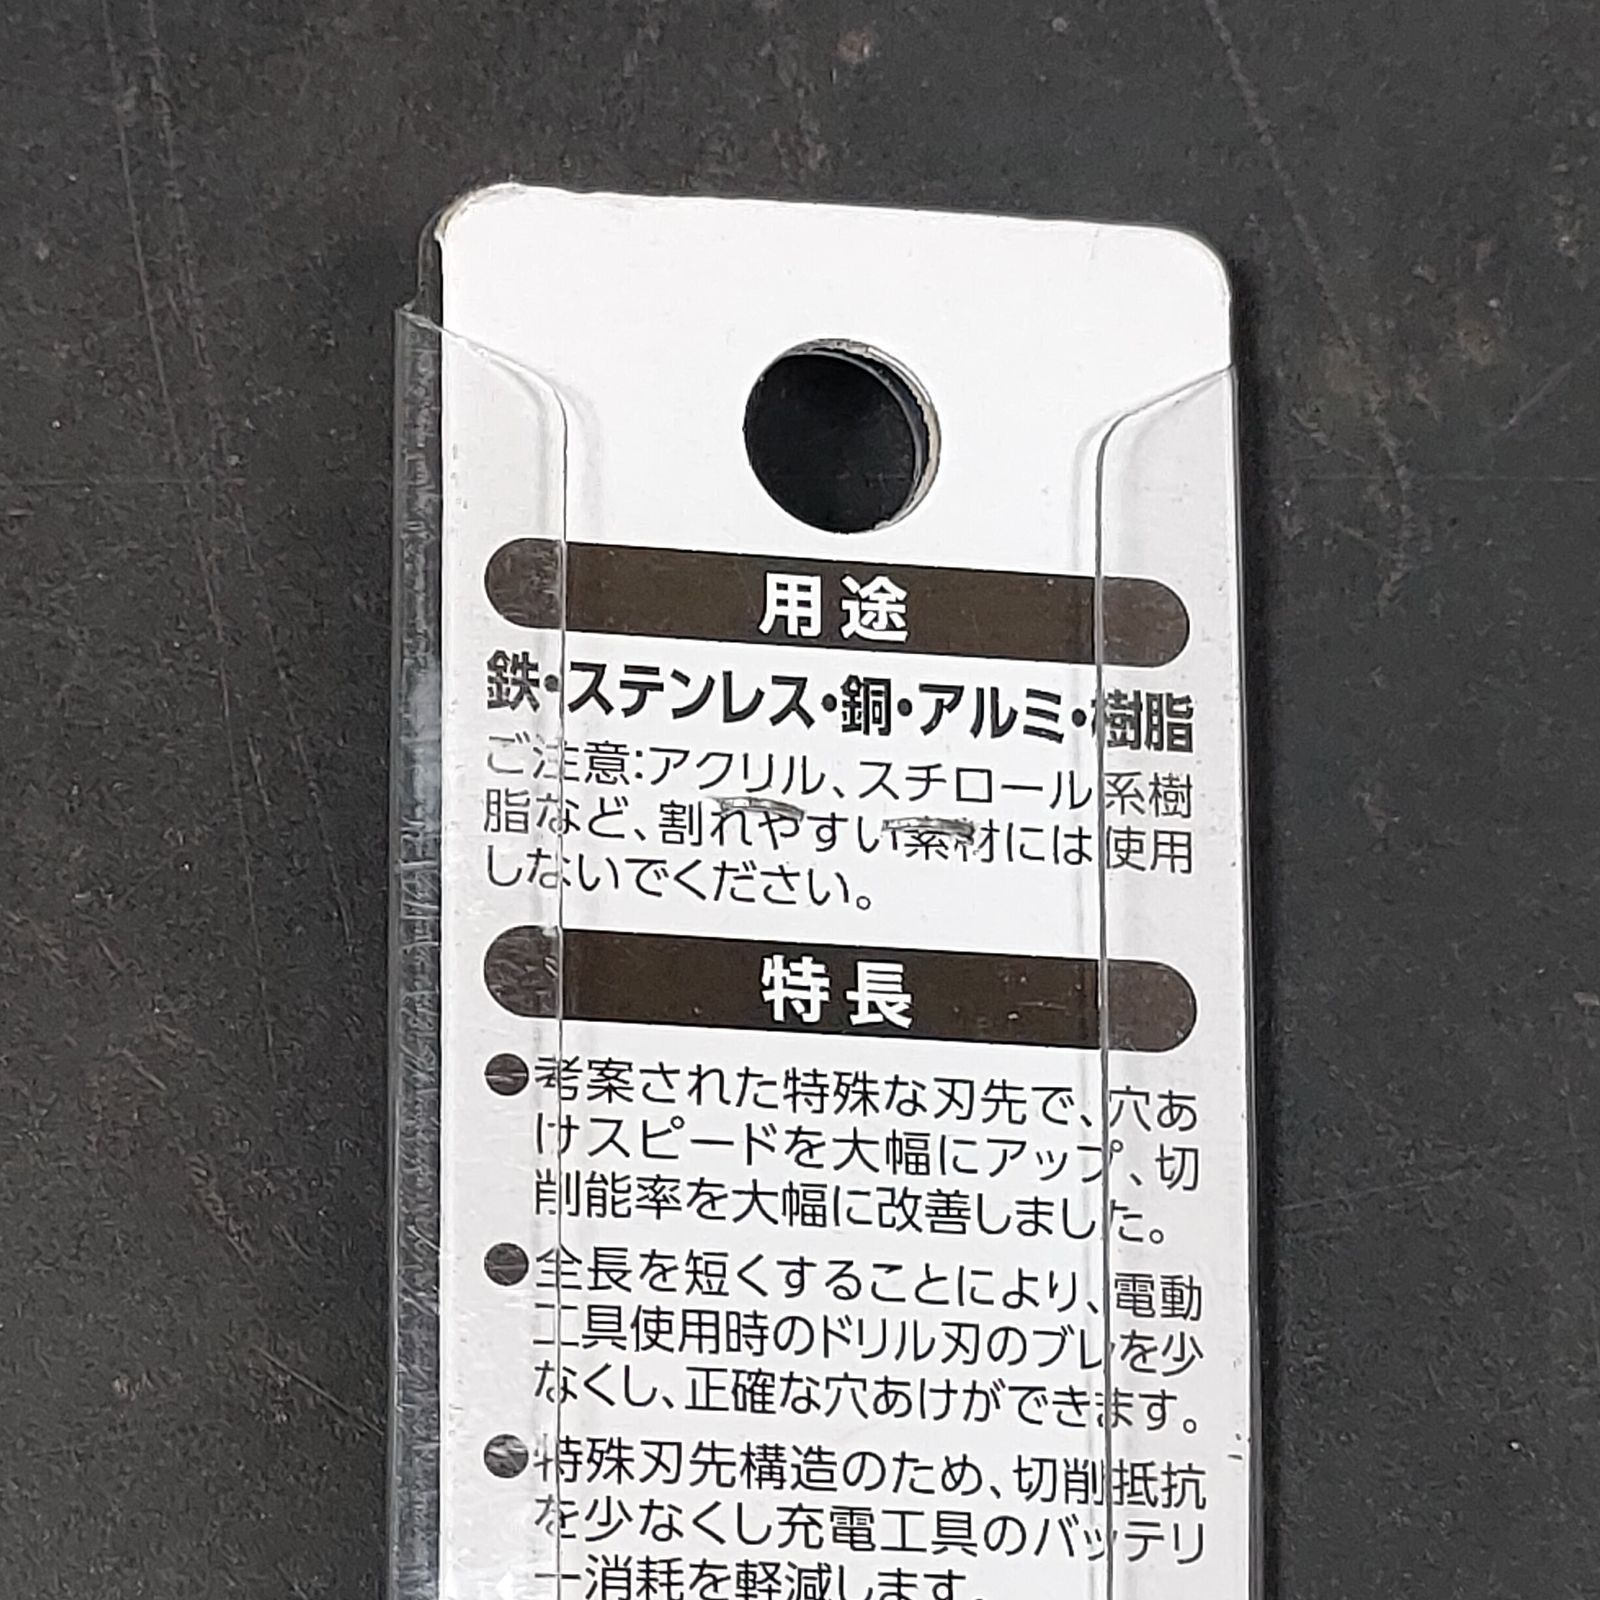 用途
鉄・ステンレス・銅・アルミ・樹脂
ご注意：アクリル、スチロール系樹
脂など、割れやすい素材には使用
しないでください。
特長
●考案された特殊な刃先で、穴あ
けスピードを大幅にアップ、切
削能率を大幅に改善しました。
●全長を短くすることにより、電動
工具使用時のドリル刃のブレを少
なくし、正確な穴あけができます。
●特殊刃先構造のため、切削抵抗
を少なくし充電工具のバッテリ
ー消耗を軽減します。